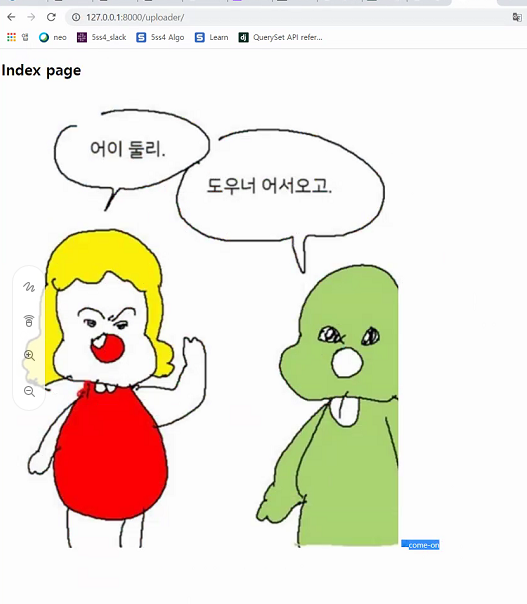 127.0.0.1:8000/uploader/
앱 neo 5ss4_slack 5ss4 Algo Learn QuerySet API refer...
Index page
어이 둘리.
도우너 어서오고.
come-on